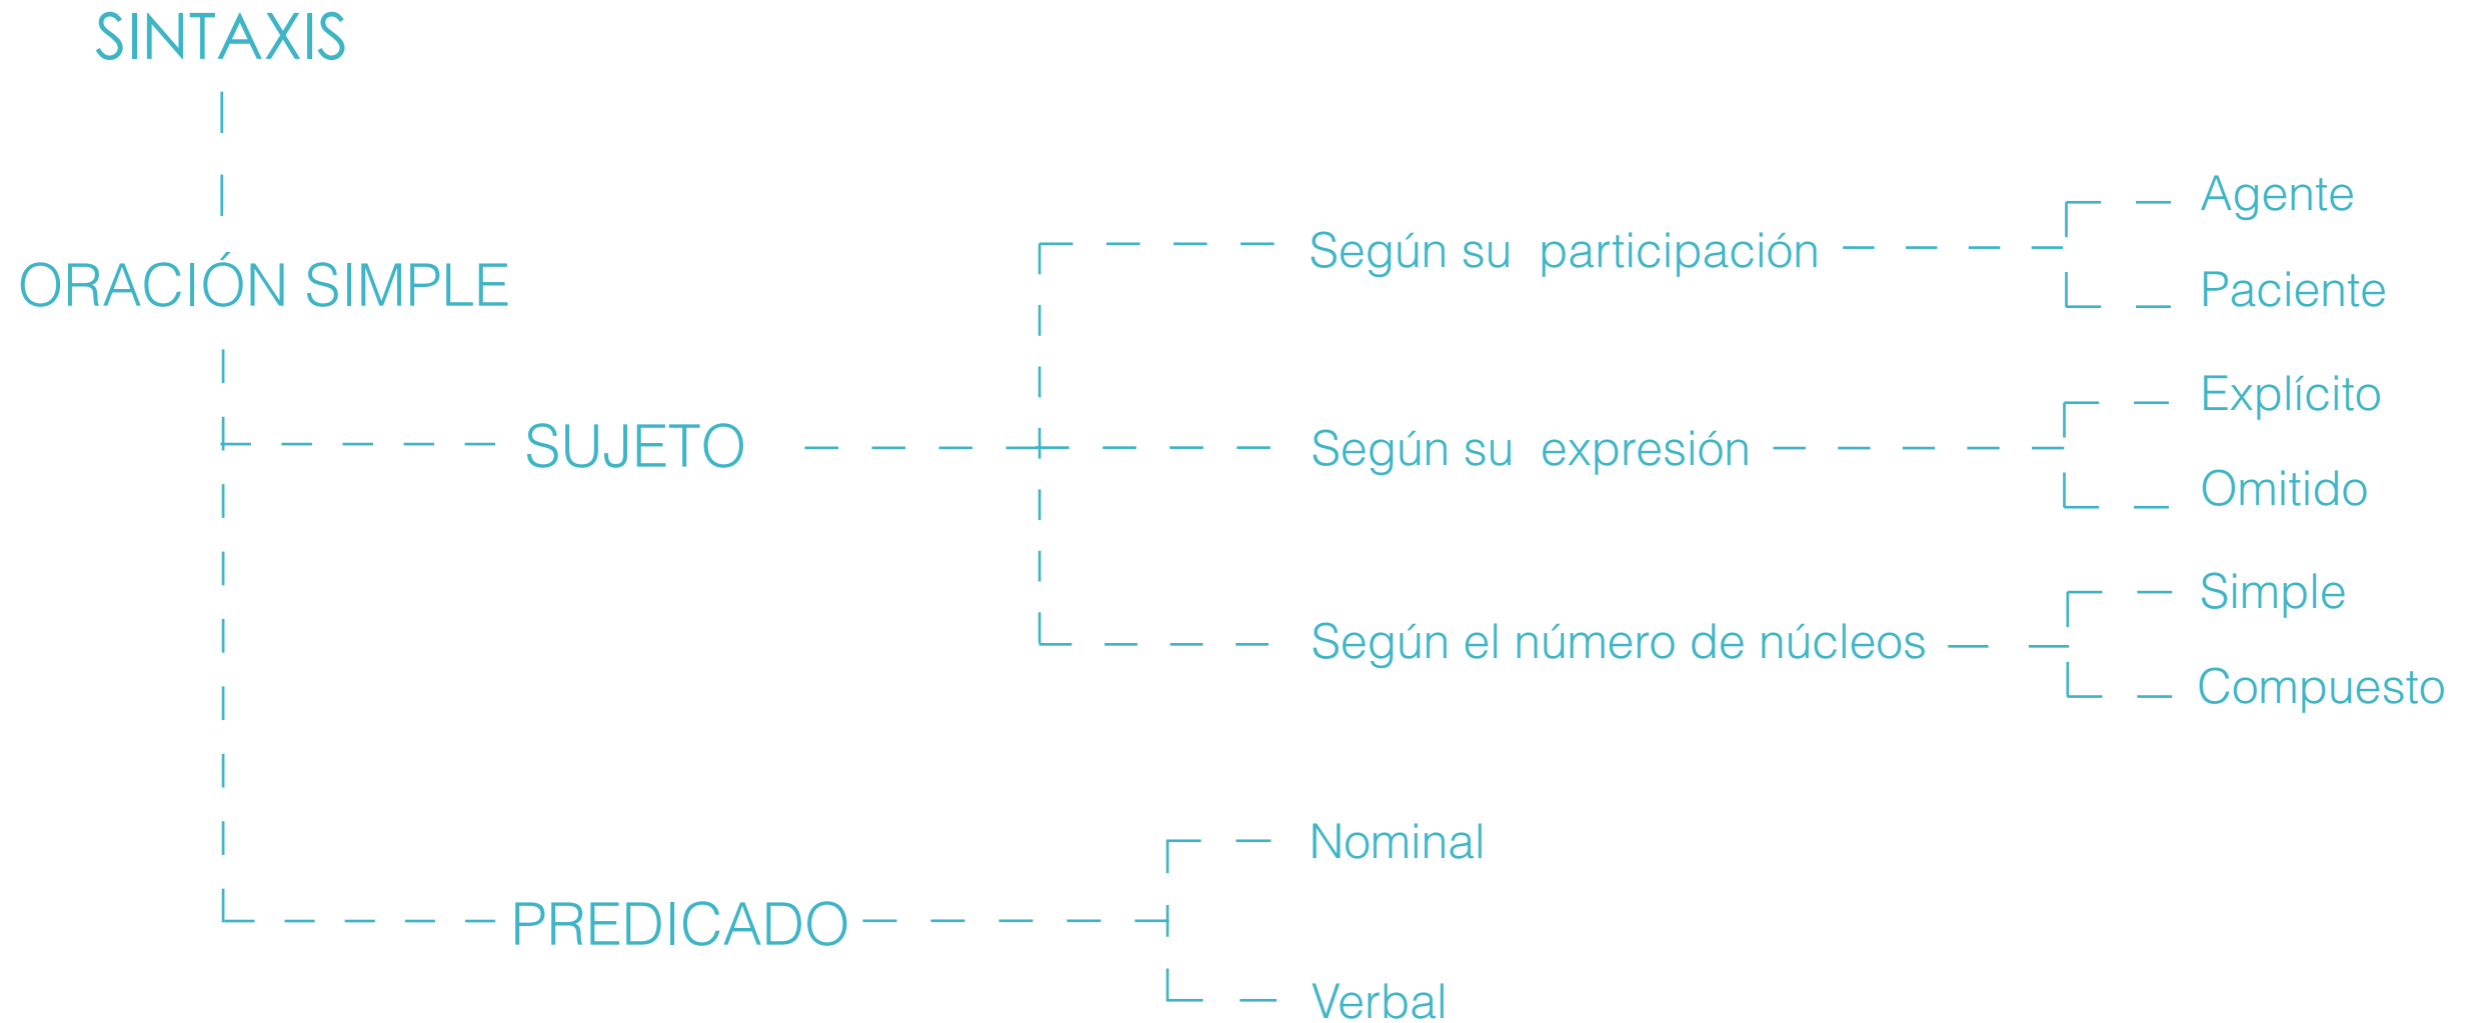 SINTAXIS
ORACIÓN SIMPLE
SUJETO
Según su participación
Agente
Paciente
Según su expresión
Explícito
Omitido
Según el número de núcleos
Simple
Compuesto
PREDICADO
Nominal
Verbal